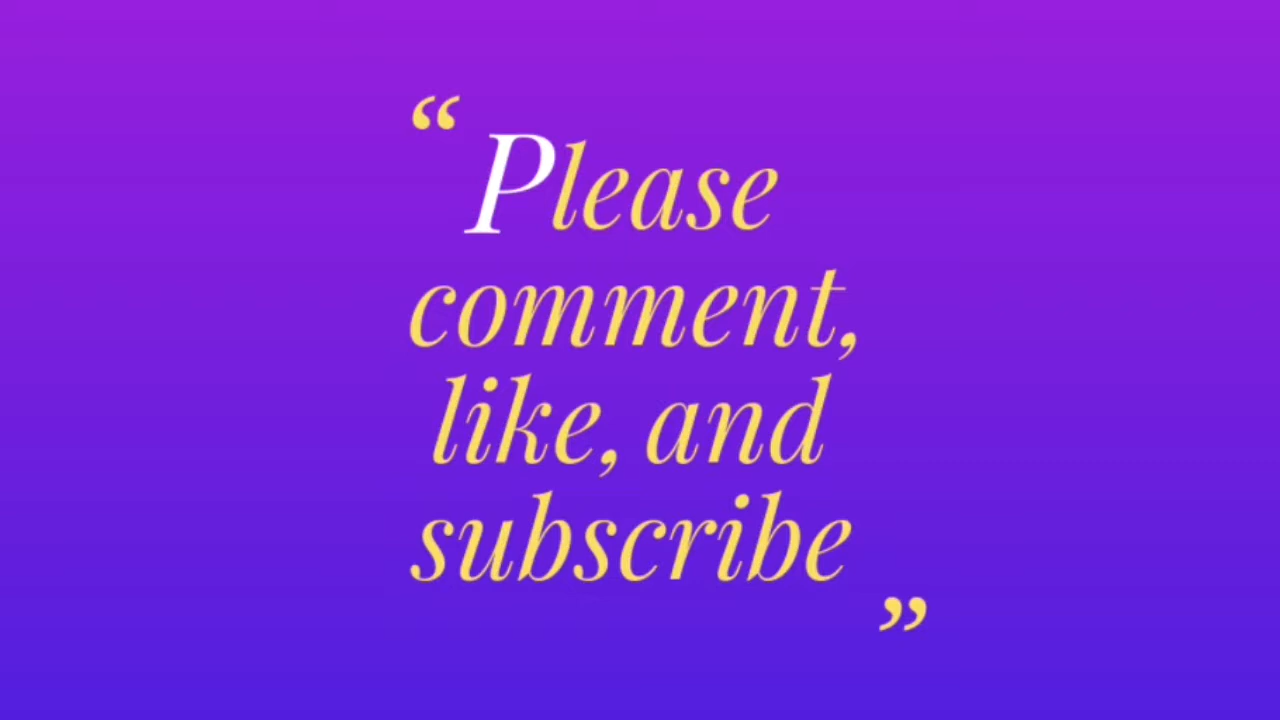 “Please
comment,
like, and
subscribe”